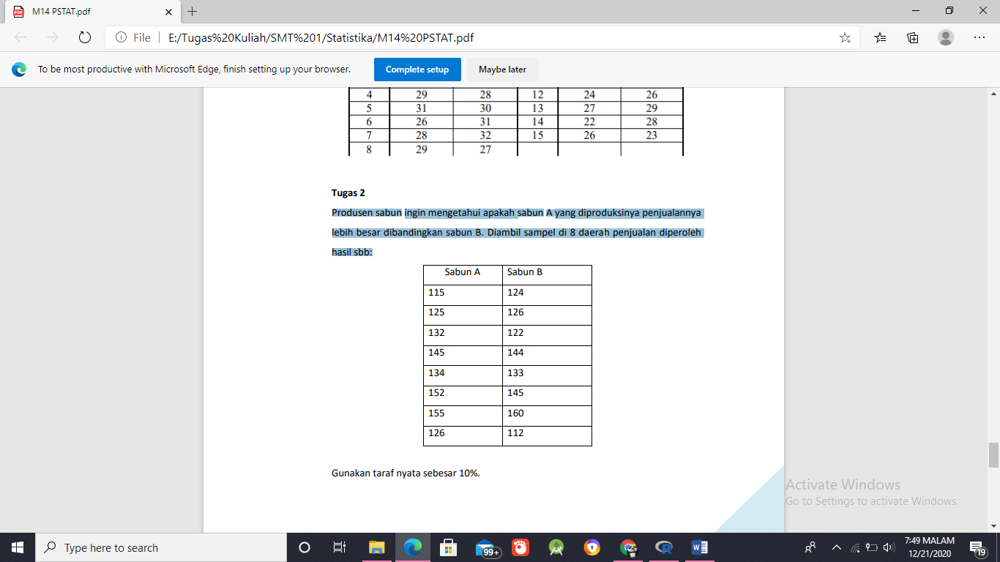 M14 PSTAT.pdf
File E:/Tugas%20Kuliah/SMT%201/Statistika/M14%20PSTAT.pdf
To be most productive with Microsoft Edge, finish setting up your browser. Complete setup Maybe later
4 29 28 12 24 26
5 31 30 13 27 29
6 26 31 14 22 28
7 28 32 15 26 23
8 29 27
Tugas 2
Produsen sabun ingin mengetahui apakah sabun A yang diproduksinya penjualannya
lebih besar dibandingkan sabun B. Diambil sampel di 8 daerah penjualan diperoleh
hasil sbb:
Sabun A Sabun B
115 124
125 126
132 122
145 144
134 133
152 145
155 160
126 112
Gunakan taraf nyata sebesar 10%.
Activate Windows
Go to Settings to activate Windows.
Type here to search 99+ 7:49 MALAM
12/21/2020 19